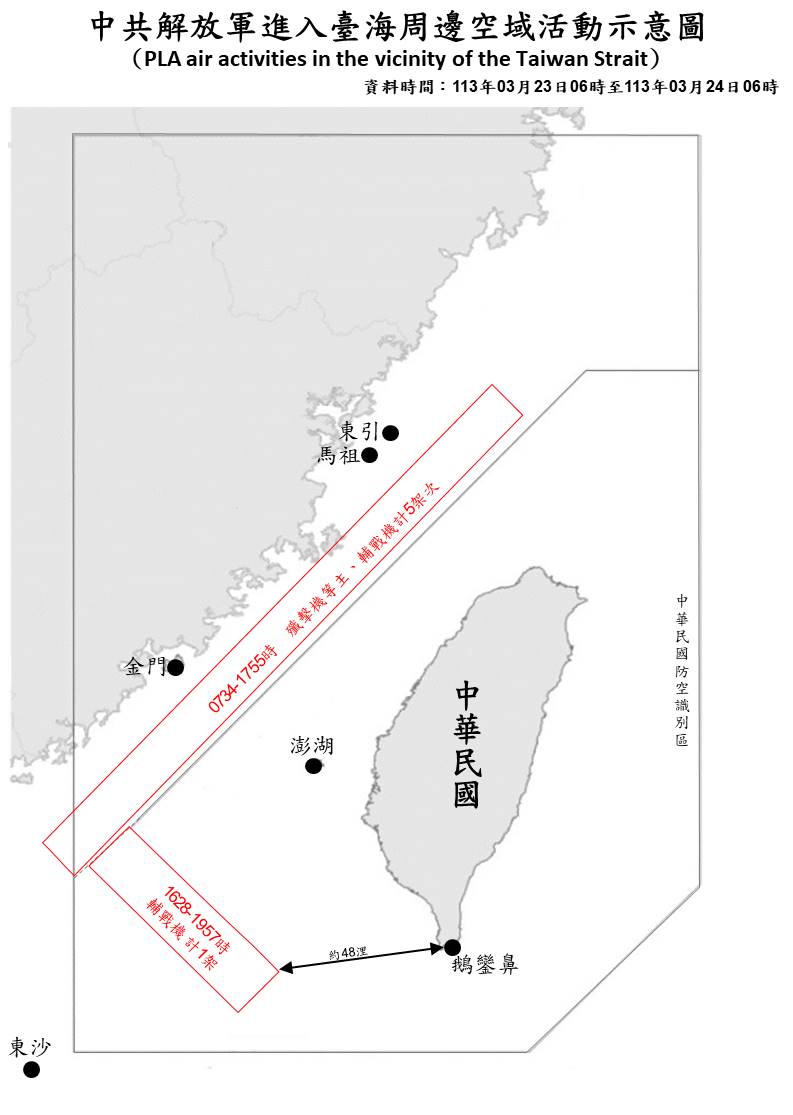 中共解放軍進入臺海周邊空域活動示意圖
（PLA air activities in the vicinity of the Taiwan Strait）
資料時間：113年03月23日06時至113年03月24日06時
東引
馬祖
0734-1755時 殲擊機等主、輔戰機計5架次
中華民國防空識別區
金門
中華民國
澎湖
1628-1957時
輔戰機計1架
約48浬
鵝鑾鼻
東沙